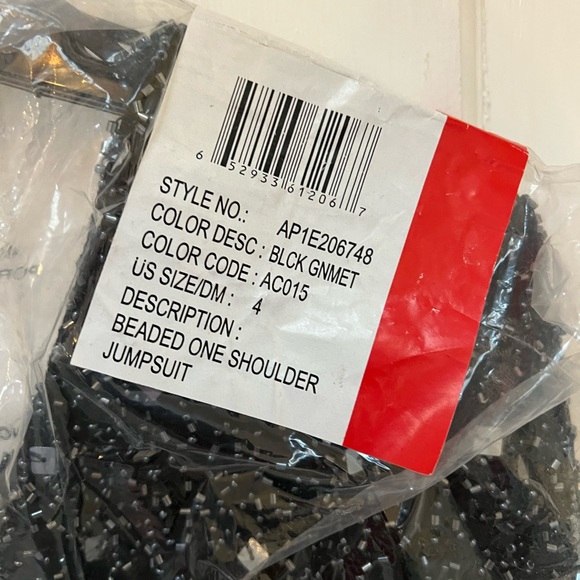 6 52933 61206 7
STYLE NO.: AP1E206748
COLOR DESC : BLCK GNMET
COLOR CODE : AC015
US SIZE/DM : 4
DESCRIPTION :
BEADED ONE SHOULDER
JUMPSUIT